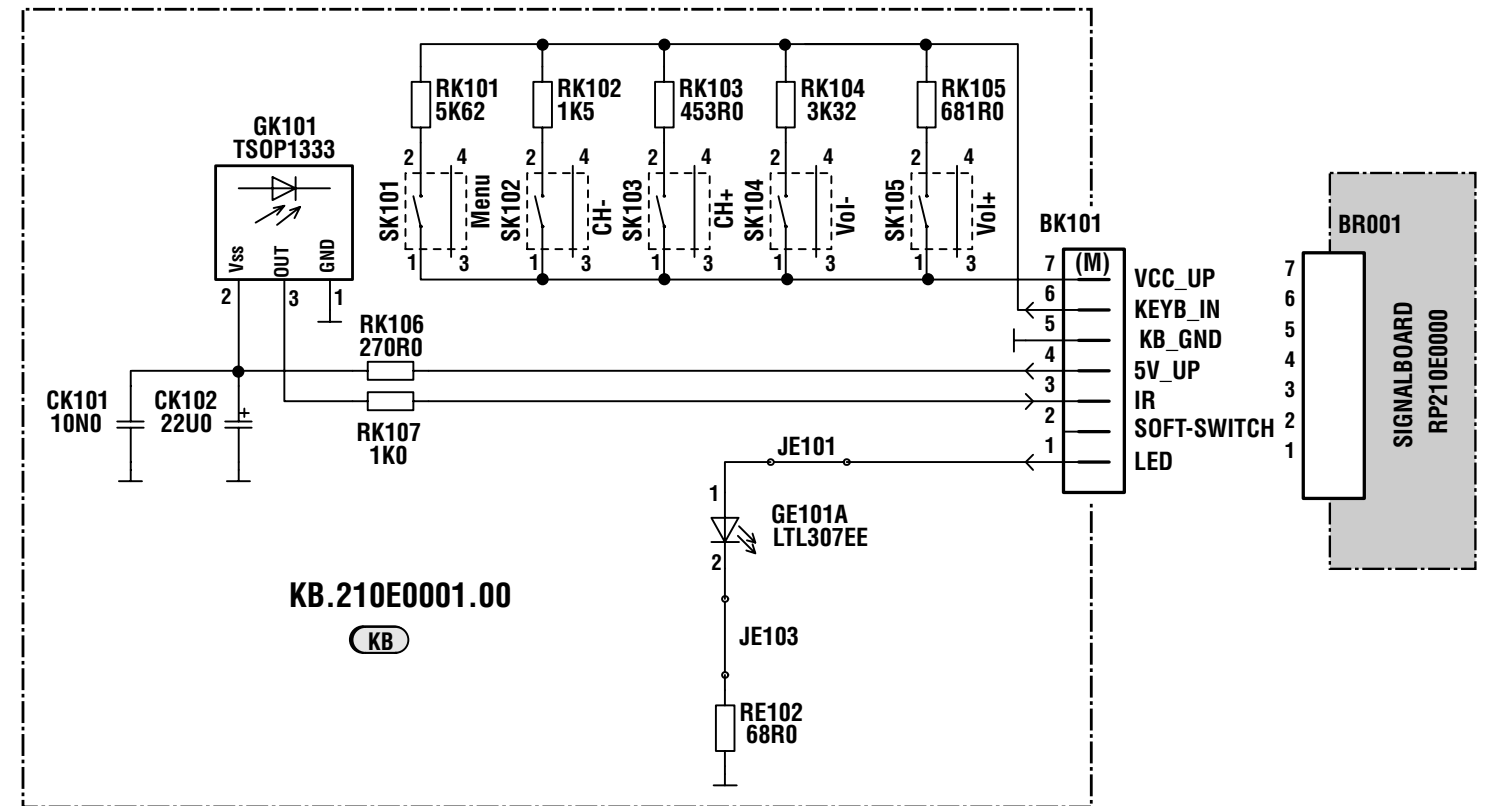 RK101
5K62
RK102
1K5
RK103
453R0
RK104
3K32
RK105
681R0
GK101
TSOP1333
Vss
OUT
GND
2
3
1
2 4
SK101
Menu
1 3
2 4
SK102
CH-
1 3
2 4
SK103
CH+
1 3
2 4
SK104
Vol-
1 3
2 4
SK105
Vol+
1 3
BK101
(M)
7 VCC_UP
6 KEYB_IN
5 KB_GND
4 5V_UP
3 IR
2 SOFT-SWITCH
1 LED
BR001
7
6
5
4
3
2
1
SIGNALBOARD
RP210E0000
RK106
270R0
RK107
1K0
CK101
10N0
CK102
22U0
+
JE101
1
GE101A
LTL307EE
2
JE103
RE102
68R0
KB.210E0001.00
KB